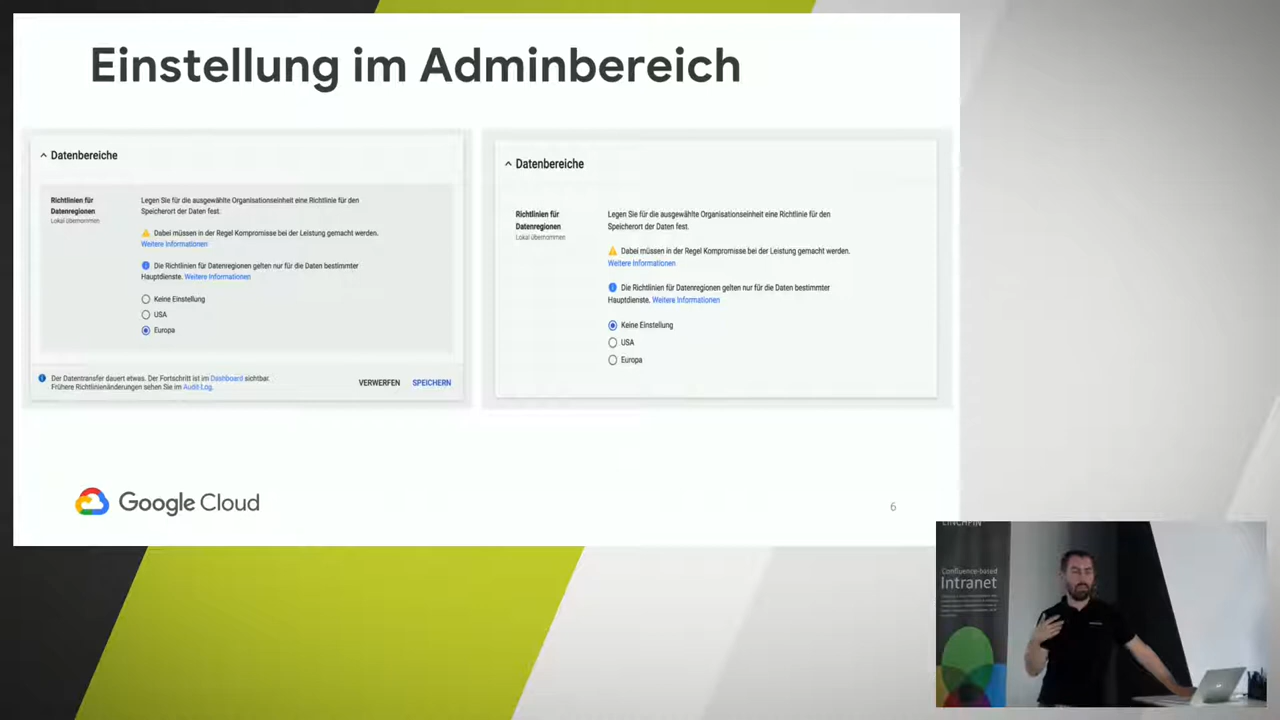 Einstellung im Adminbereich
Datenbereiche
Richtlinien für
Datenregionen
Lokal übernommen
Legen Sie für die ausgewählte Organisationseinheit eine Richtlinie für den
Speicherort der Daten fest.
Dabei müssen in der Regel Kompromisse bei der Leistung gemacht werden.
Weitere Informationen
Die Richtlinien für Datenregionen gelten nur für die Daten bestimmter
Hauptdienste. Weitere Informationen
Keine Einstellung
USA
Europa
Der Datentransfer dauert etwas. Der Fortschritt ist im Dashboard sichtbar.
Frühere Richtlinienänderungen sehen Sie im Audit Log.
VERWERFEN
SPEICHERN
Datenbereiche
Richtlinien für
Datenregionen
Lokal übernommen
Legen Sie für die ausgewählte Organisationseinheit eine Richtlinie für den
Speicherort der Daten fest.
Dabei müssen in der Regel Kompromisse bei der Leistung gemacht werden.
Weitere Informationen
Die Richtlinien für Datenregionen gelten nur für die Daten bestimmter
Hauptdienste. Weitere Informationen
Keine Einstellung
USA
Europa
Google Cloud
6
LINCHPIN
Confluence-based
Intranet